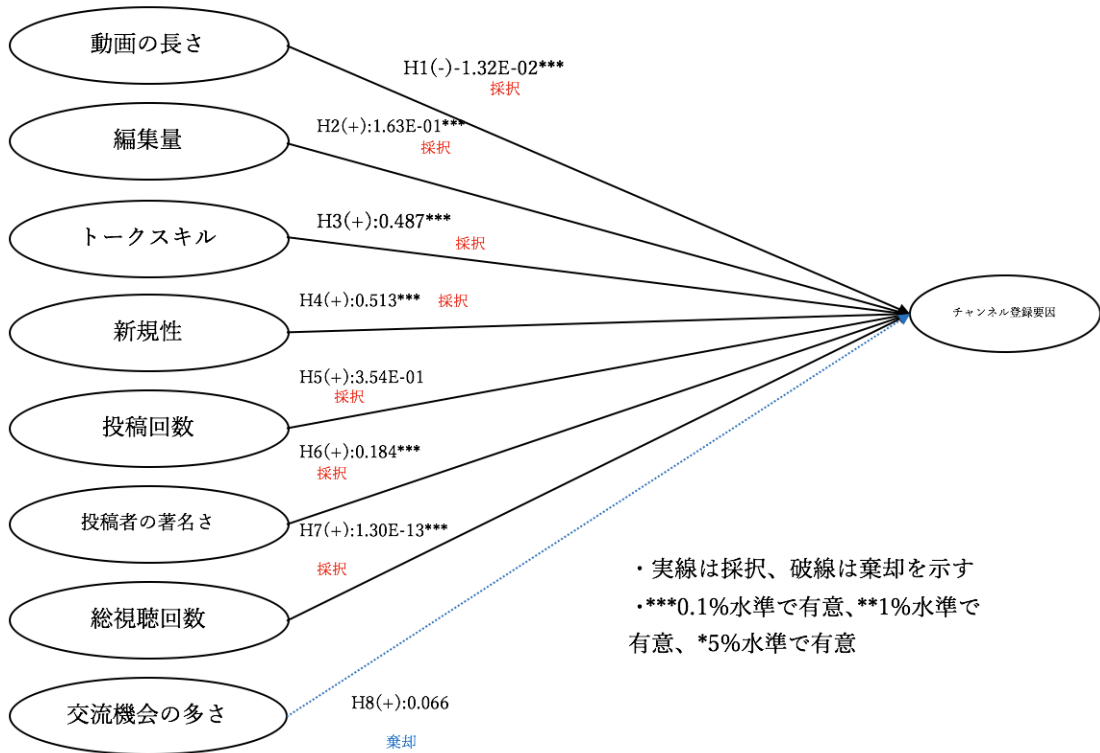 動画の長さ
H1(-)-1.32E-02***
採択
編集量
H2(+):1.63E-01***
採択
トークスキル
H3(+):0.487***
採択
新規性
H4(+):0.513*** 採択
チャンネル登録要因
投稿回数
H5(+):3.54E-01
採択
投稿者の著名さ
H6(+):0.184***
採択
総視聴回数
H7(+):1.30E-13***
採択
交流機会の多さ
H8(+):0.066
棄却
・実線は採択、破線は棄却を示す
・***0.1%水準で有意、**1%水準で
有意、*5%水準で有意